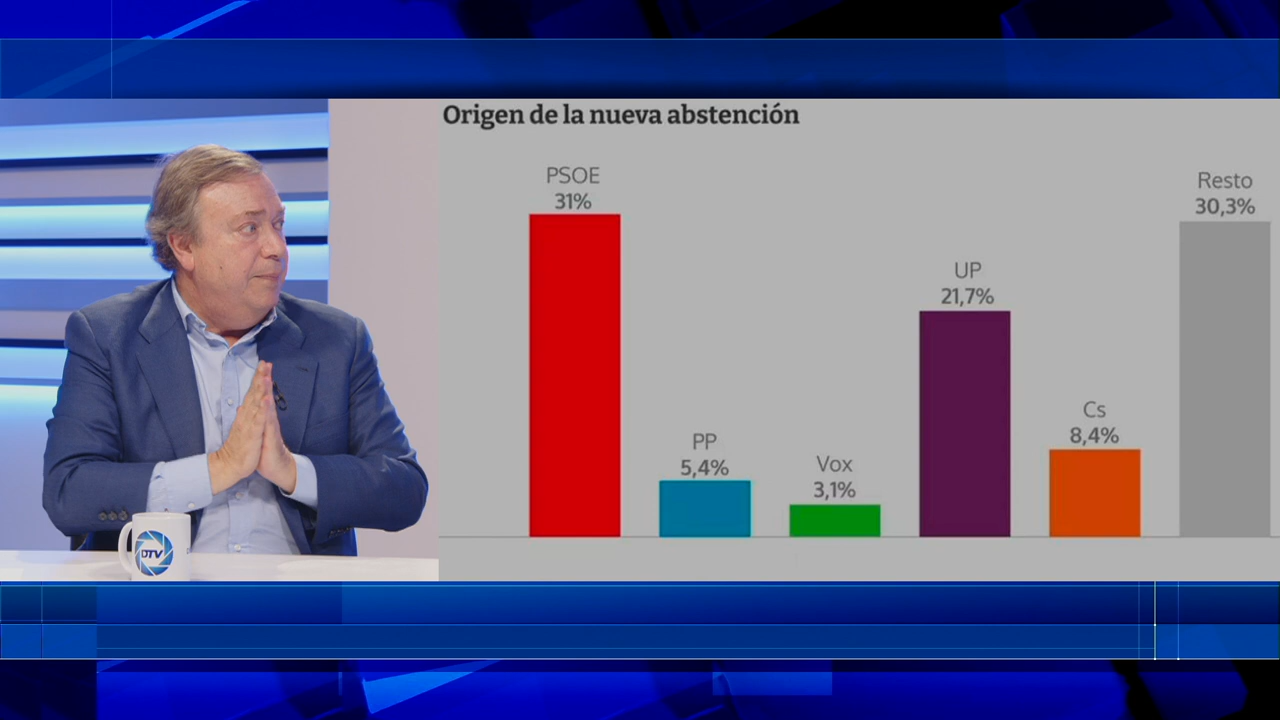 Origen de la nueva abstención
PSOE
31%
PP
5,4%
Vox
3,1%
UP
21,7%
Cs
8,4%
Resto
30,3%
DTV